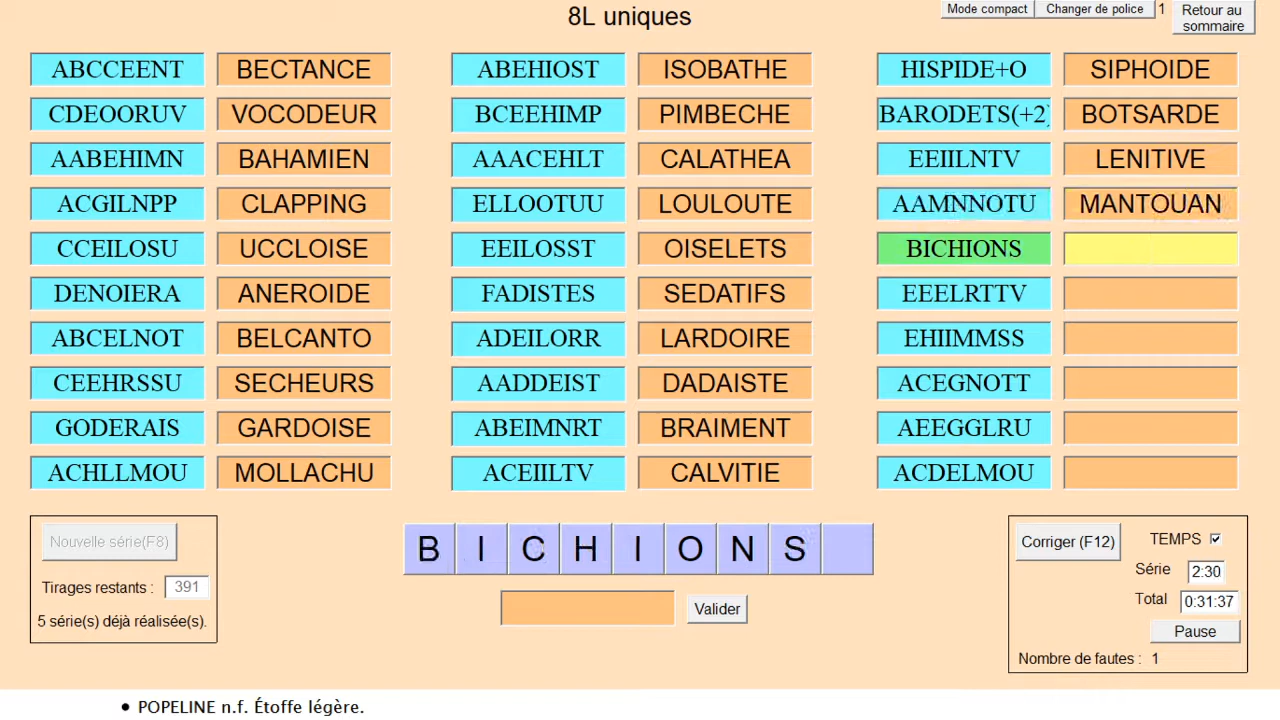 8L uniques
Mode compact Changer de police 1 Retour au sommaire
ABCCEENT BECTANCE ABEHIOST ISOBATHE HISPIDE+O SIPHOIDE
CDEOORUV VOCODEUR BCEEHIMP PIMBECHE BARODETS(+2) BOTSARDE
AABEHIMN BAHAMIEN AAACEHLT CALATHEA EEIILNTV LENITIVE
ACGILNPP CLAPPING ELLOOTUU LOULOUTE AAMNNOTU MANTOUAN
CCEILOSU UCCLOISE EEILOSST OISELETS BICHIONS
DENOIERA ANEROIDE FADISTES SEDATIFS EEELRTTV
ABCELNOT BELCANTO ADEILORR LARDOIRE EHIIMMSS
CEEHRSSU SECHEURS AADDEIST DADAISTE ACEGNOTT
GODERAIS GARDOISE ABEIMNRT BRAIMENT AEEGGLRU
ACHLLMOU MOLLACHU ACEIILTV CALVITIE ACDELMOU
Nouvelle série(F8)
Tirages restants : 391
5 série(s) déjà réalisée(s).
B I C H I O N S
Valider
Corriger (F12) TEMPS
Série 2:30
Total 0:31:37
Pause
Nombre de fautes : 1
• POPELINE n.f. Étoffe légère.